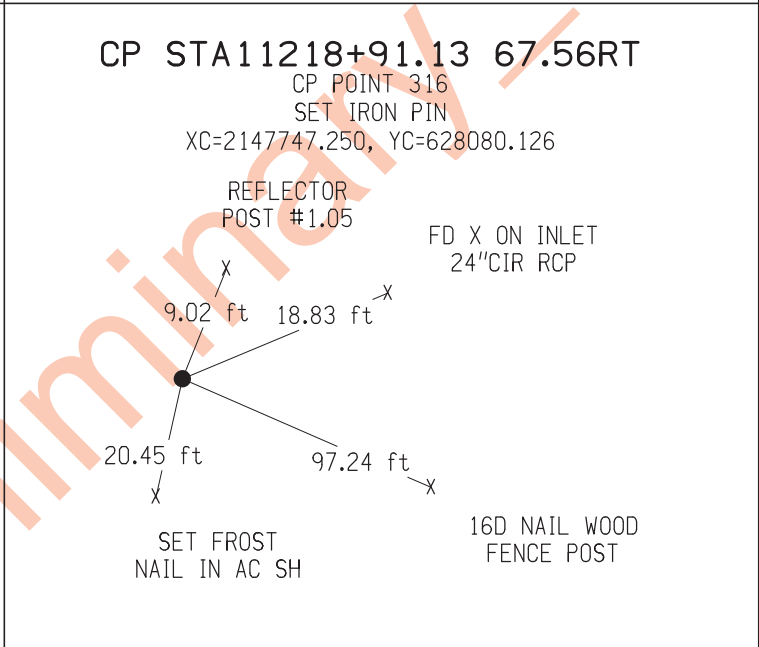 CP STA11218+91.13 67.56RT
CP POINT 316
SET IRON PIN
XC=2147747.250, YC=628080.126
REFLECTOR
POST #1.05
FD X ON INLET
24"CIR RCP
X
X
9.02 ft
18.83 ft
20.45 ft
97.24 ft
X
X
SET FROST
NAIL IN AC SH
16D NAIL WOOD
FENCE POST
iminary_